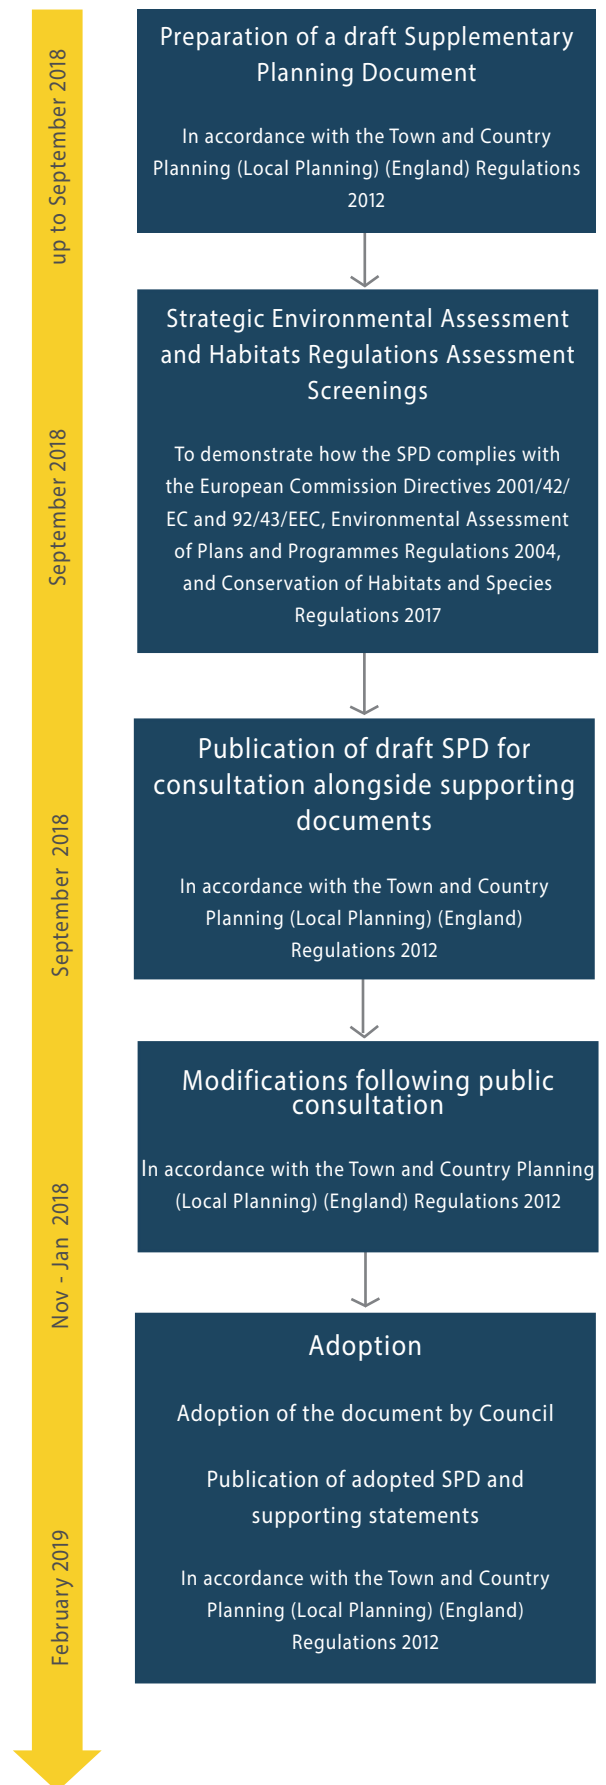 up to September 2018
Preparation of a draft Supplementary
Planning Document
In accordance with the Town and Country
Planning (Local Planning) (England) Regulations
2012
September 2018
Strategic Environmental Assessment
and Habitats Regulations Assessment
Screenings
To demonstrate how the SPD complies with
the European Commission Directives 2001/42/
EC and 92/43/EEC, Environmental Assessment
of Plans and Programmes Regulations 2004,
and Conservation of Habitats and Species
Regulations 2017
September 2018
Publication of draft SPD for
consultation alongside supporting
documents
In accordance with the Town and Country
Planning (Local Planning) (England)
Regulations 2012
Nov - Jan 2018
Modifications following public
consultation
In accordance with the Town and Country Planning
(Local Planning) (England) Regulations 2012
February 2019
Adoption
Adoption of the document by Council
Publication of adopted SPD and
supporting statements
In accordance with the Town and Country
Planning (Local Planning) (England)
Regulations 2012